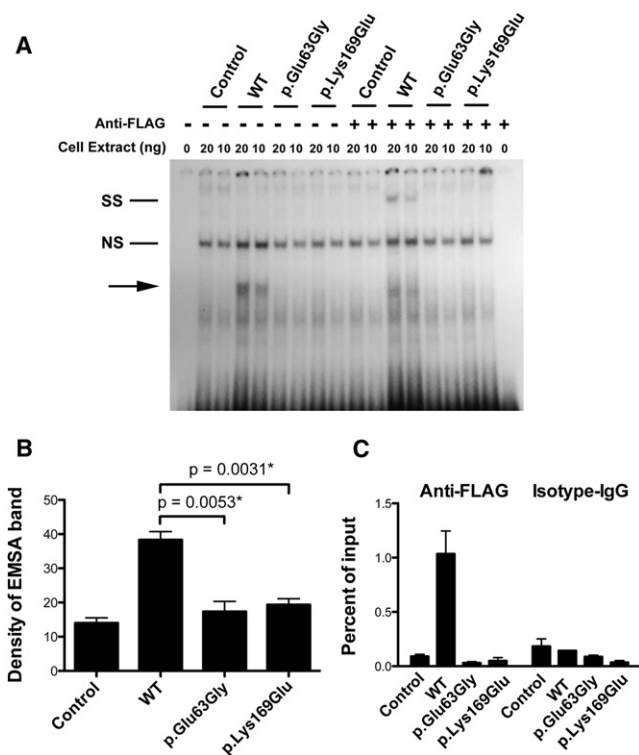 A
Control WT p.Glu63Gly p.Lys169Glu Control WT p.Glu63Gly p.Lys169Glu
Anti-FLAG - - - - - - - - - + + + + + + + + +
Cell Extract (ng) 0 20 10 20 10 20 10 20 10 20 10 20 10 20 10 20 10 0
SS
NS
B
p = 0.0031*
p = 0.0053*
Density of EMSA band
50
40
30
20
10
0
Control WT p.Glu63Gly p.Lys169Glu
C
Anti-FLAG Isotype-IgG
Percent of input
1.5
1.0
0.5
0.0
Control WT p.Glu63Gly p.Lys169Glu Control WT p.Glu63Gly p.Lys169Glu